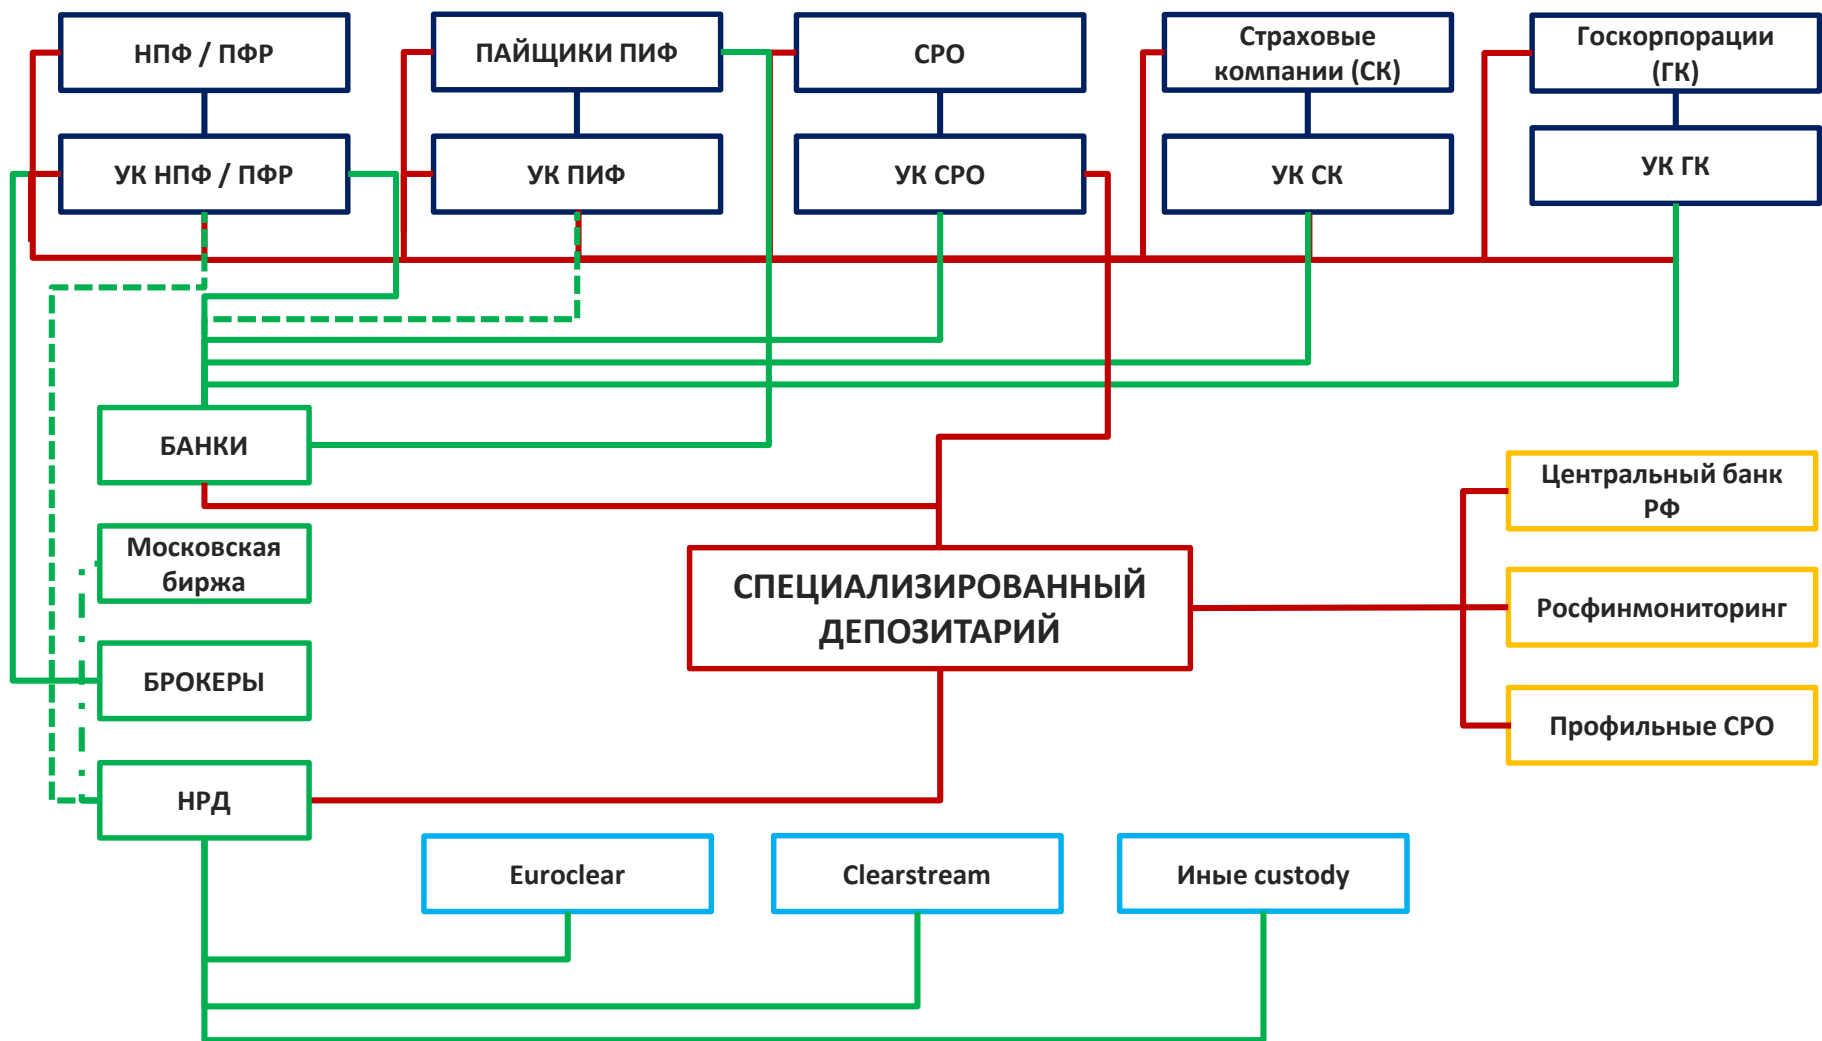 НПФ / ПФР
ПАЙЩИКИ ПИФ
СРО
Страховые
компании (СК)
Госкорпорации
(ГК)
УК НПФ / ПФР
УК ПИФ
УК СРО
УК СК
УК ГК
БАНКИ
Центральный банк
РФ
Московская
биржа
СПЕЦИАЛИЗИРОВАННЫЙ
ДЕПОЗИТАРИЙ
Росфинмониторинг
БРОКЕРЫ
Профильные СРО
НРД
Euroclear
Clearstream
Иные custody